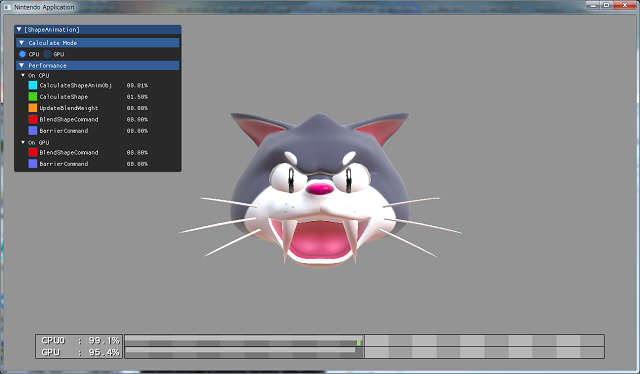 Nintendo Application
[ShapeAnimation]
Calculate Mode
CPU GPU
Performance
On CPU
CalculateShapeAnimObj 00.01%
CalculateShape 01.50%
UpdateBlendWeight 00.00%
BlendShapeCommand 00.00%
BarrierCommand 00.00%
On GPU
BlendShapeCommand 00.00%
BarrierCommand 00.00%
CPU0 : 99.1%
GPU : 95.4%